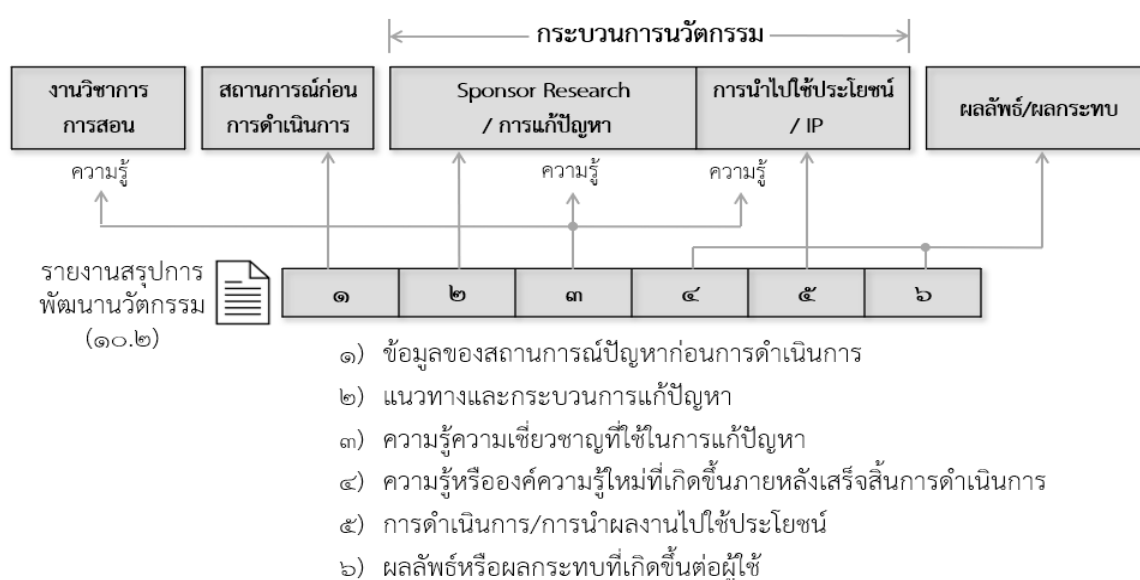 กระบวนการนวัตกรรม
งานวิชาการ
การสอน
สถานการณ์ก่อน
การดำเนินการ
Sponsor Research
/ การแก้ปัญหา
การนำไปใช้ประโยชน์
/ IP
ผลลัพธ์/ผลกระทบ
ความรู้
ความรู้
ความรู้
รายงานสรุปการ
พัฒนานวัตกรรม
(๑๐.๒)
๑
๒
๓
๔
๕
๖
๑) ข้อมูลของสถานการณ์ปัญหาก่อนการดำเนินการ
๒) แนวทางและกระบวนการแก้ปัญหา
๓) ความรู้ความเชี่ยวชาญที่ใช้ในการแก้ปัญหา
๔) ความรู้หรือองค์ความรู้ใหม่ที่เกิดขึ้นภายหลังเสร็จสิ้นการดำเนินการ
๕) การดำเนินการ/การนำผลงานไปใช้ประโยชน์
๖) ผลลัพธ์หรือผลกระทบที่เกิดขึ้นต่อผู้ใช้